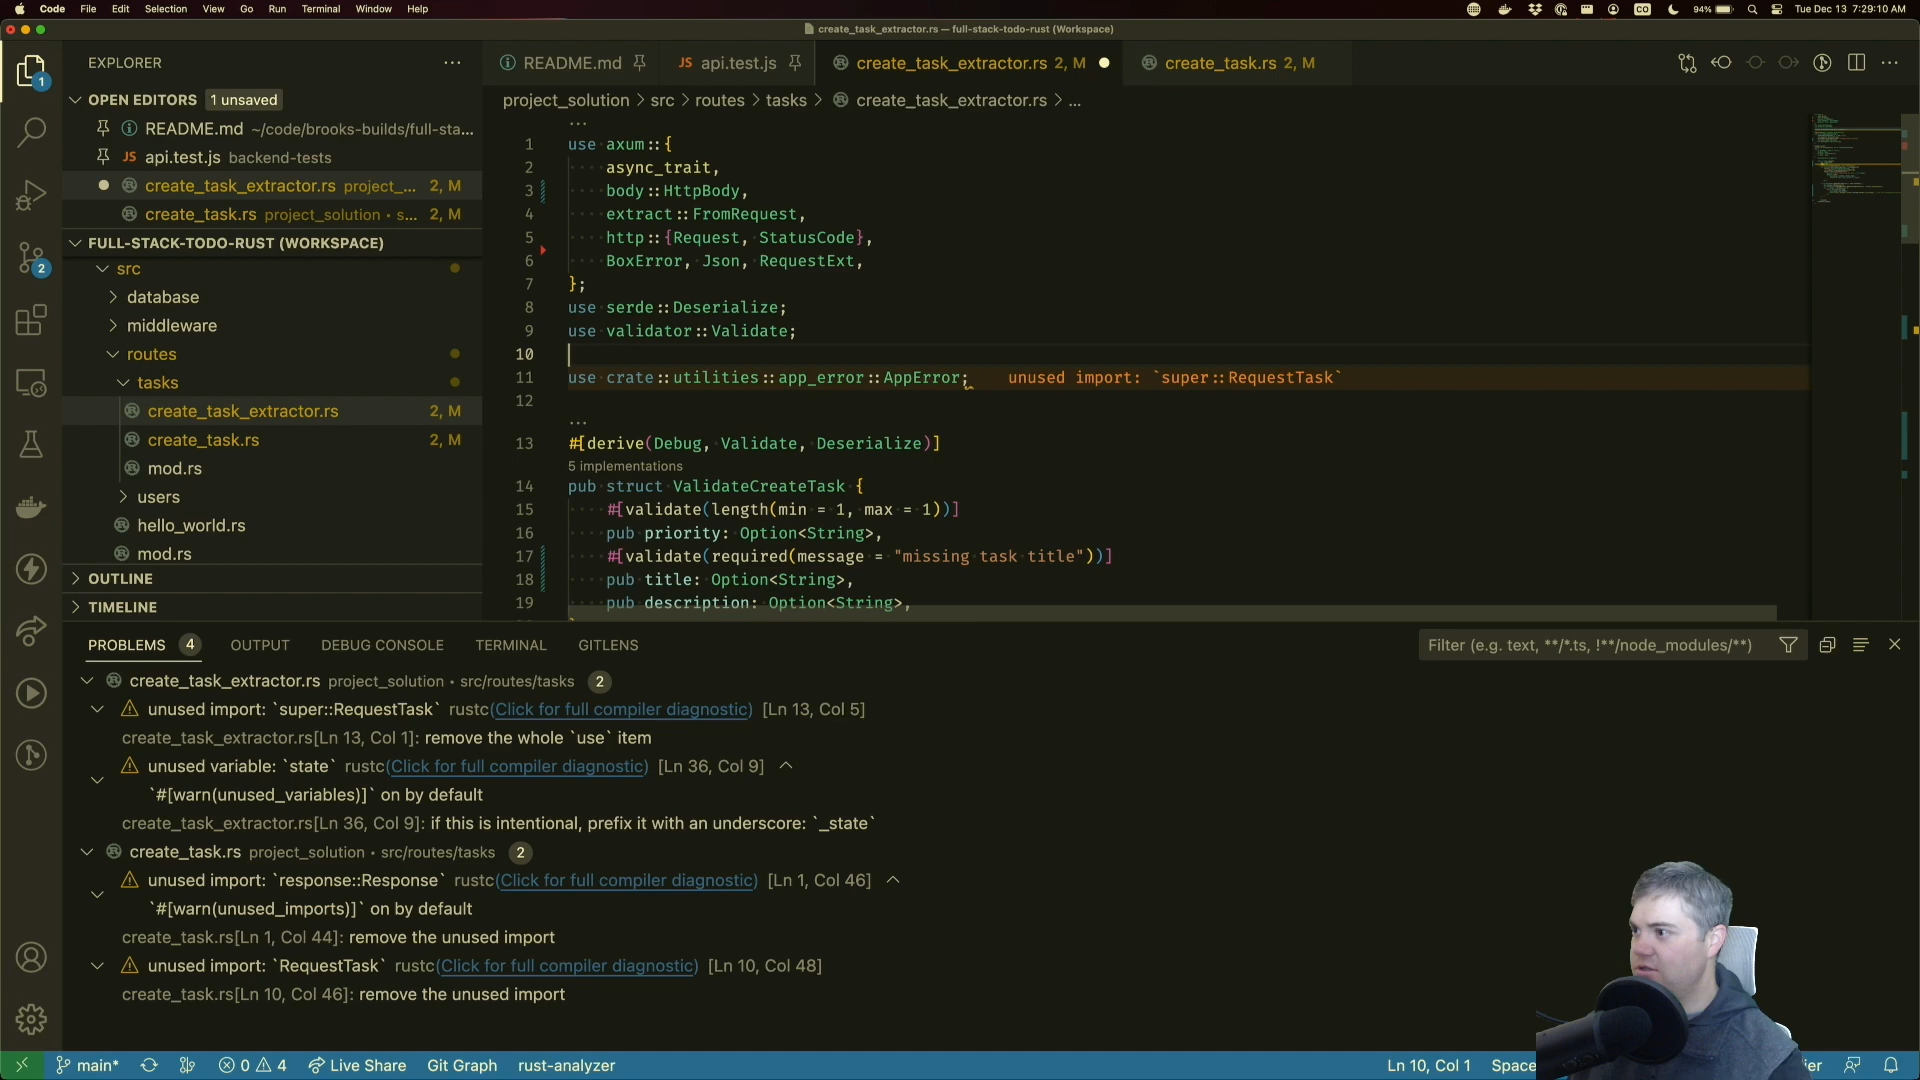 Code File Edit Selection View Go Run Terminal Window Help
CO 94% Tue Dec 13 7:29:10 AM
create_task_extractor.rs — full-stack-todo-rust (Workspace)
EXPLORER ...
README.md
JS api.test.js
create_task_extractor.rs 2, M
create_task.rs 2, M
OPEN EDITORS 1 unsaved
README.md ~/code/brooks-builds/full-sta...
JS api.test.js backend-tests
create_task_extractor.rs project_... 2, M
create_task.rs project_solution • s... 2, M
FULL-STACK-TODO-RUST (WORKSPACE)
src
database
middleware
routes
tasks
create_task_extractor.rs 2, M
create_task.rs 2, M
mod.rs
users
hello_world.rs
mod.rs
OUTLINE
TIMELINE
1
2
project_solution > src > routes > tasks > create_task_extractor.rs > ...
...
1 use axum::{
2 async_trait,
3 body::HttpBody,
4 extract::FromRequest,
5 http::{Request, StatusCode},
6 BoxError, Json, RequestExt,
7 };
8 use serde::Deserialize;
9 use validator::Validate;
10
11 use crate::utilities::app_error::AppError; unused import: `super::RequestTask`
12
...
13 #[derive(Debug, Validate, Deserialize)]
5 implementations
14 pub struct ValidateCreateTask {
15 #[validate(length(min = 1, max = 1))]
16 pub priority: Option<String>,
17 #[validate(required(message = "missing task title"))]
18 pub title: Option<String>,
19 pub description: Option<String>,
PROBLEMS 4 OUTPUT DEBUG CONSOLE TERMINAL GITLENS
Filter (e.g. text, **/*.ts, !**/node_modules/**)
create_task_extractor.rs project_solution • src/routes/tasks 2
unused import: `super::RequestTask` rustc(Click for full compiler diagnostic) [Ln 13, Col 5]
create_task_extractor.rs[Ln 13, Col 1]: remove the whole `use` item
unused variable: `state` rustc(Click for full compiler diagnostic) [Ln 36, Col 9]
`#[warn(unused_variables)]` on by default
create_task_extractor.rs[Ln 36, Col 9]: if this is intentional, prefix it with an underscore: `_state`
create_task.rs project_solution • src/routes/tasks 2
unused import: `response::Response` rustc(Click for full compiler diagnostic) [Ln 1, Col 46]
`#[warn(unused_imports)]` on by default
create_task.rs[Ln 1, Col 44]: remove the unused import
unused import: `RequestTask` rustc(Click for full compiler diagnostic) [Ln 10, Col 48]
create_task.rs[Ln 10, Col 46]: remove the unused import
main* 0 4 Live Share Git Graph rust-analyzer Ln 10, Col 1 Space ier